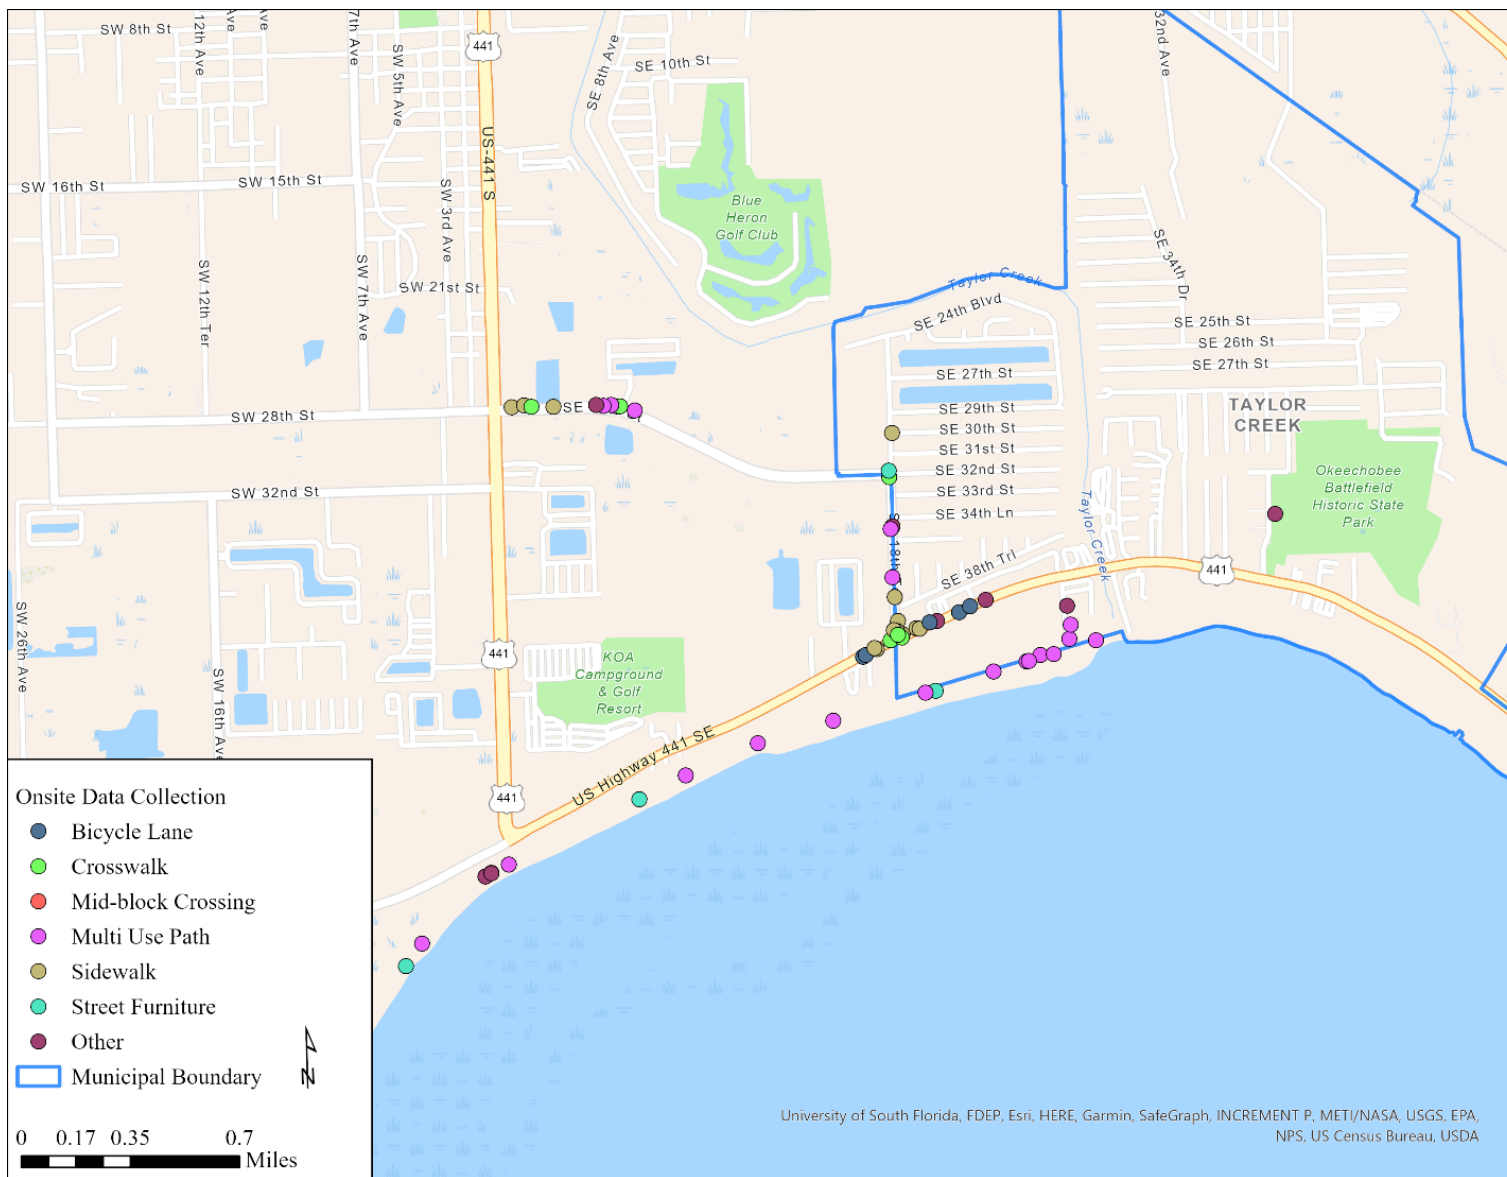 SW 8th St
12th Ave
Ave
Ave
7th Ave
SW 5th Ave
441
US-441 S
SE 8th Ave
SE 10th St
32nd Ave
SW 16th St
SW 15th St
SW 3rd Ave
Blue
Heron
Golf Club
SW 12th Ter
SW 7th Ave
SW 21st St
Taylor Creek
SE 24th Blvd
SE 34th Dr
SE 25th St
SE 26th St
SE 27th St
SE 27th St
SW 28th St
SE
SE 29th St
SE 30th St
SE 31st St
SE 32nd St
SE 33rd St
SE 34th Ln
TAYLOR
CREEK
Okeechobee
Battlefield
Historic State
Park
SW 32nd St
Taylor Creek
18th
SE 38th Trl
441
SW 26th Ave
441
SW 16th Ave
KOA
Campground
& Golf
Resort
US Highway 441 SE
441
Onsite Data Collection
Bicycle Lane
Crosswalk
Mid-block Crossing
Multi Use Path
Sidewalk
Street Furniture
Other
N
Municipal Boundary
0 0.17 0.35 0.7
Miles
University of South Florida, FDEP, Esri, HERE, Garmin, SafeGraph, INCREMENT P, METI/NASA, USGS, EPA,
NPS, US Census Bureau, USDA